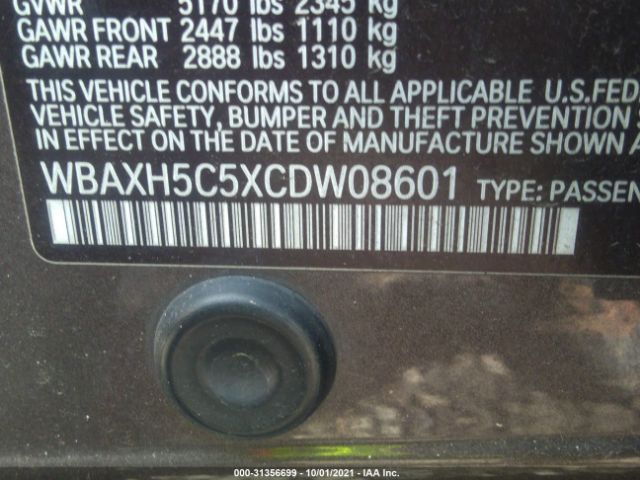 GVWR 5170 lbs 2345 kg
GAWR FRONT 2447 lbs 1110 kg
GAWR REAR 2888 lbs 1310 kg
THIS VEHICLE CONFORMS TO ALL APPLICABLE U.S.FED
VEHICLE SAFETY, BUMPER AND THEFT PREVENTION S
IN EFFECT ON THE DATE OF MANUFACTURE SHOWN A
WBAXH5C5XCDW08601 TYPE: PASSEN
000-31356699 - 10/01/2021 - IAA Inc.